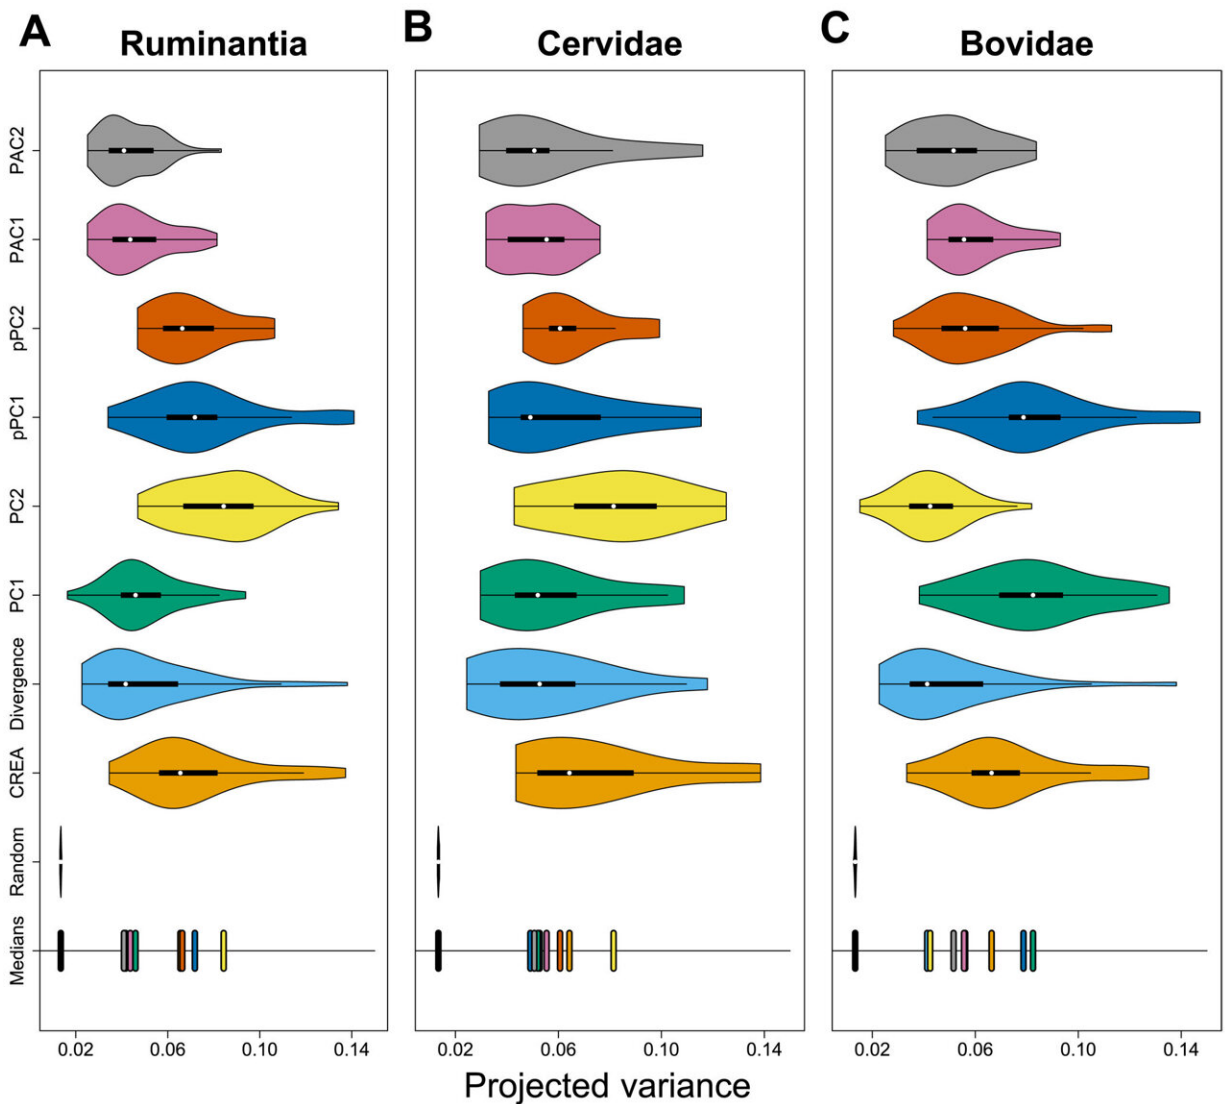 A Ruminantia
B Cervidae
C Bovidae
PAC2
PAC1
pPC2
pPC1
PC2
PC1
Divergence
CREA
Random
Medians
0.02 0.06 0.10 0.14
0.02 0.06 0.10 0.14
0.02 0.06 0.10 0.14
Projected variance